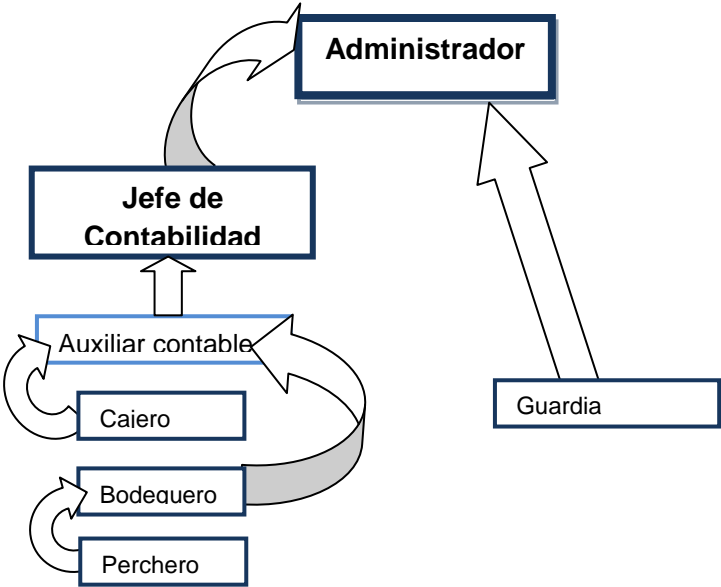 Administrador
Jefe de
Contabilidad
Auxiliar contable
Cajero
Guardia
Bodeguero
Perchero